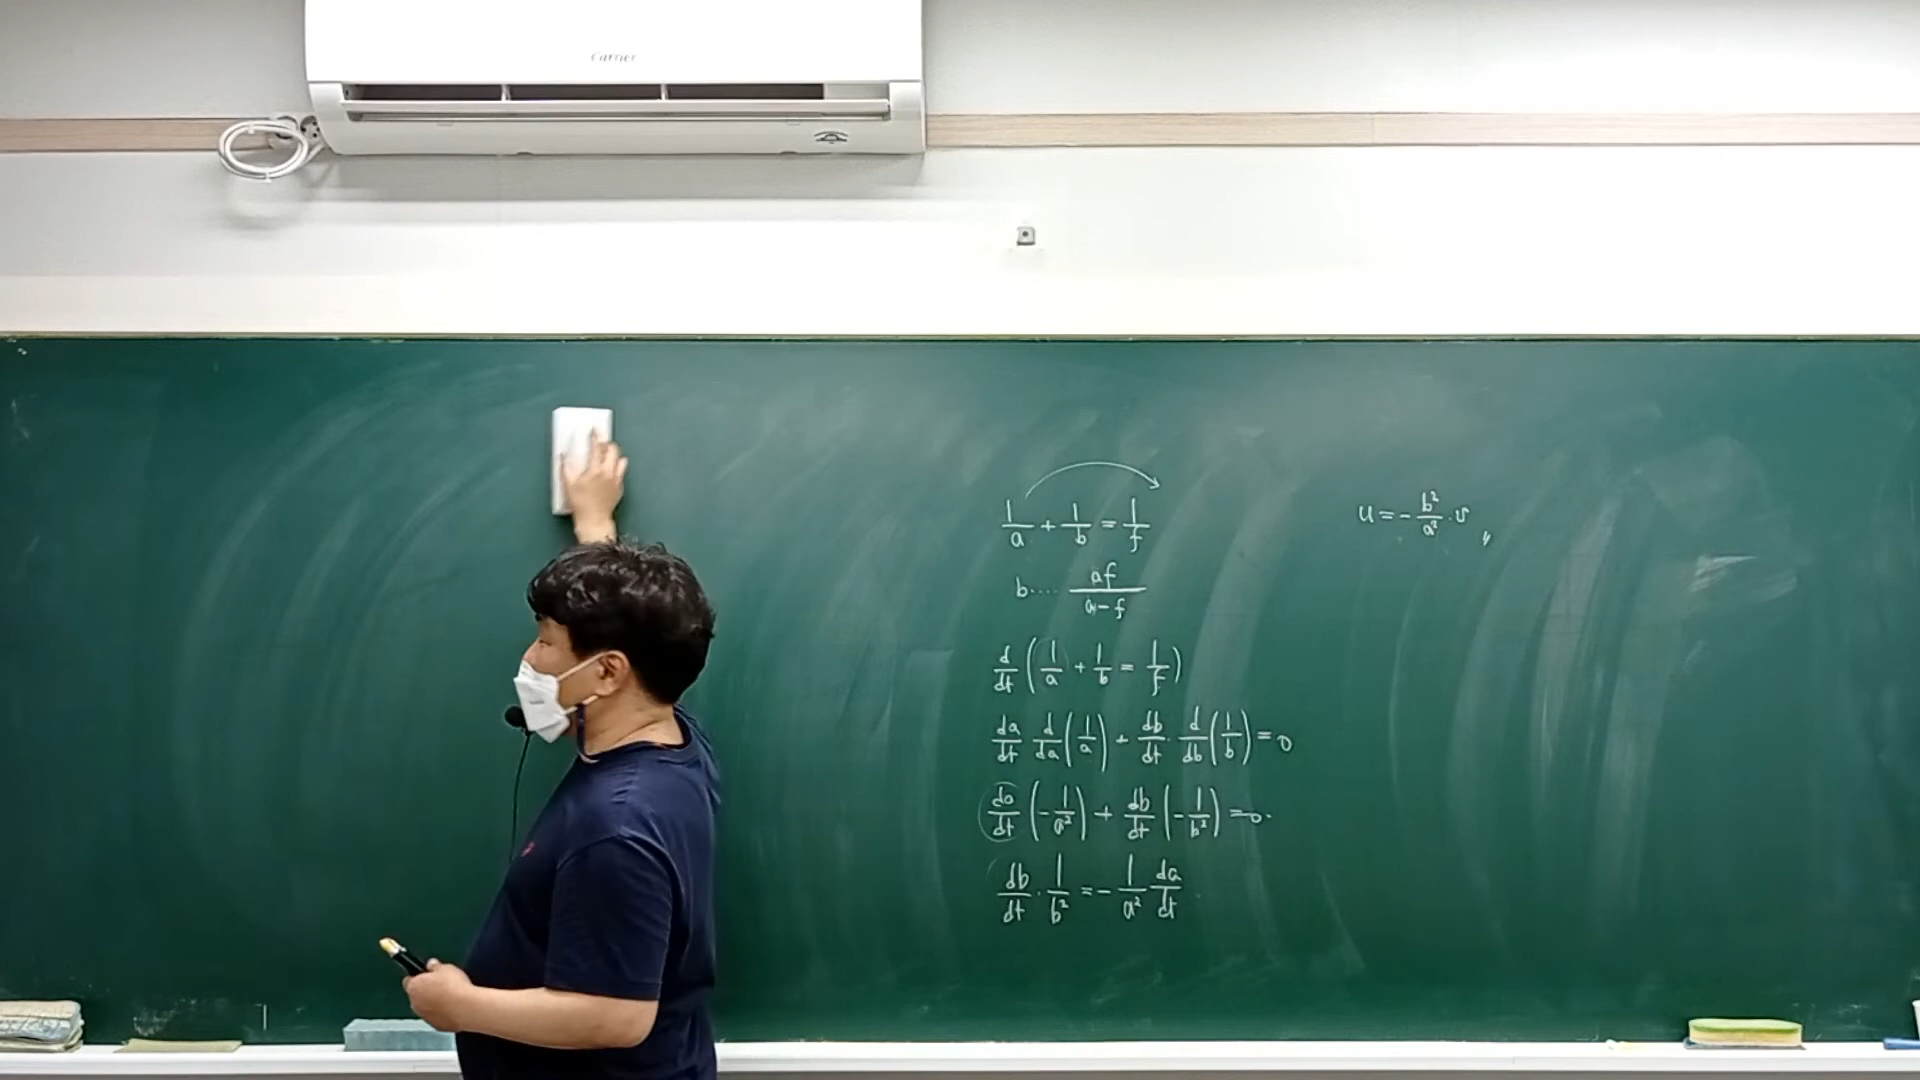 Carrier
1/a + 1/b = 1/f
b.... af/(a-f)
d/dt (1/a + 1/b = 1/f)
da/dt d/da (1/a) + db/dt · d/db (1/b) = 0
da/dt (-1/a²) + db/dt (-1/b²) = 0.
db/dt · 1/b² = - 1/a² da/dt
u = - b²/a² · v